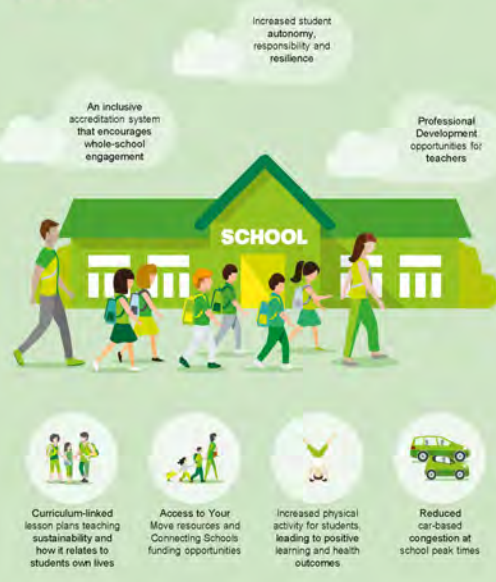 Increased student
autonomy,
responsibility and
resilience
An inclusive
accreditation system
that encourages
whole-school
engagement
Professional
Development
opportunities for
teachers
SCHOOL
Curriculum-linked
lesson plans teaching
sustainability and
how it relates to
students own lives
Access to Your
Move resources and
Connecting Schools
funding opportunities
Increased physical
activity for students,
leading to positive
learning and health
outcomes
Reduced
car-based
congestion at
school peak times